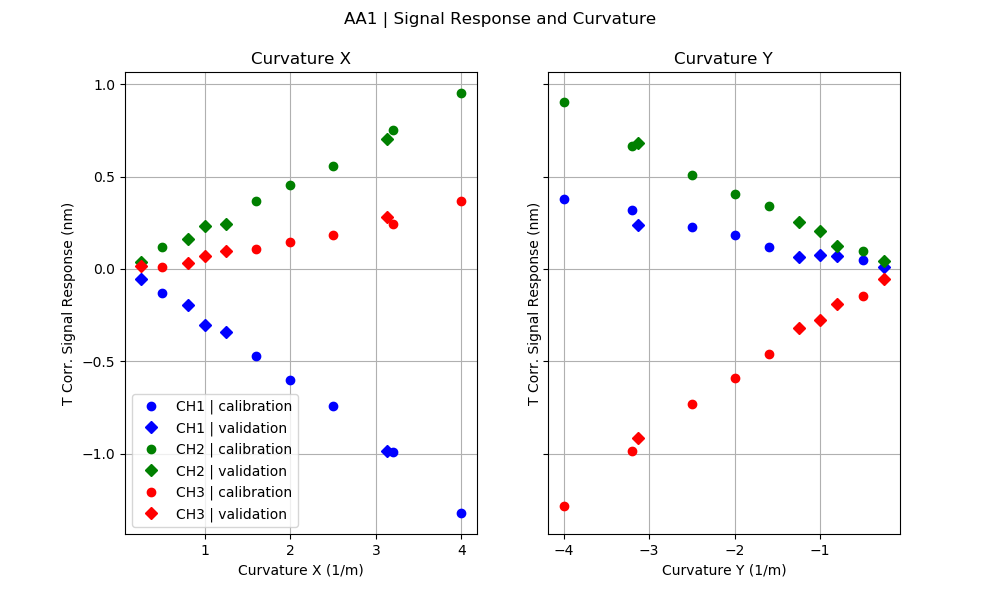 AA1 | Signal Response and Curvature
Curvature X
Curvature Y
T Corr. Signal Response (nm)
1.0
0.5
0.0
−0.5
−1.0
CH1 | calibration
CH1 | validation
CH2 | calibration
CH2 | validation
CH3 | calibration
CH3 | validation
1 2 3 4
Curvature X (1/m)
T Corr. Signal Response (nm)
−4 −3 −2 −1
Curvature Y (1/m)